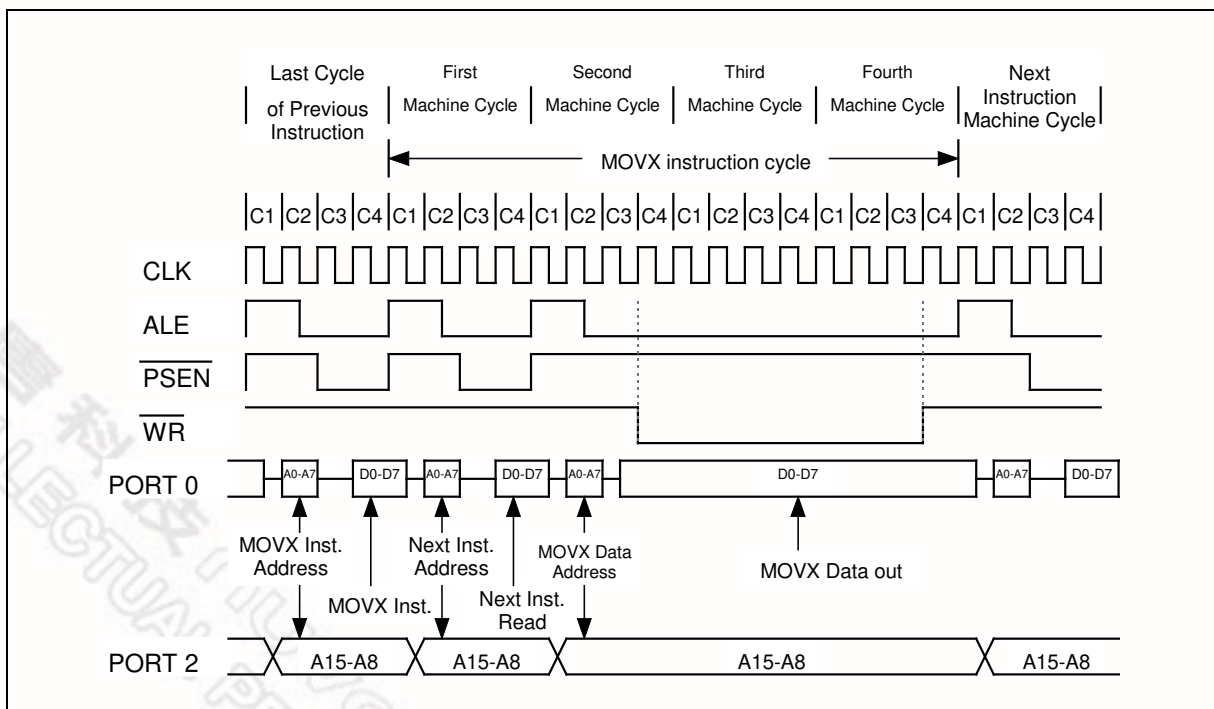 Last Cycle
of Previous
Instruction
First
Machine Cycle
Second
Machine Cycle
Third
Machine Cycle
Fourth
Machine Cycle
Next
Instruction
Machine Cycle
MOVX instruction cycle
C1 C2 C3 C4 C1 C2 C3 C4 C1 C2 C3 C4 C1 C2 C3 C4 C1 C2 C3 C4 C1 C2 C3 C4
CLK
ALE
PSEN
WR
PORT 0
A0-A7 D0-D7 A0-A7 D0-D7 A0-A7 D0-D7 A0-A7 D0-D7
MOVX Inst.
Address
MOVX Inst.
Next Inst.
Address
Next Inst.
Read
MOVX Data
Address
MOVX Data out
PORT 2
A15-A8 A15-A8 A15-A8 A15-A8